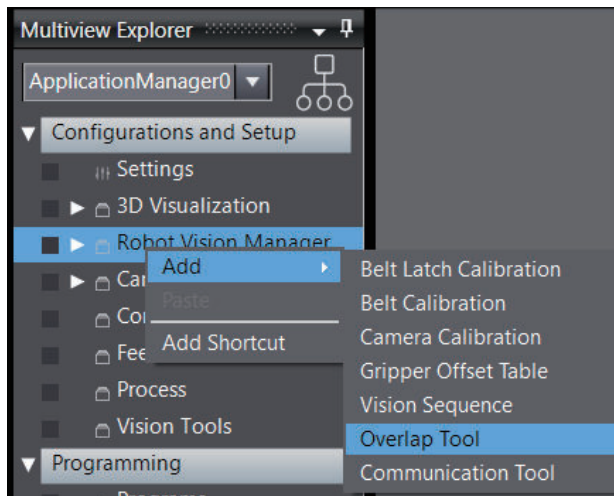 Multiview Explorer
ApplicationManager0
Configurations and Setup
Settings
3D Visualization
Robot Vision Manager
Add
Paste
Add Shortcut
Belt Latch Calibration
Belt Calibration
Camera Calibration
Gripper Offset Table
Vision Sequence
Overlap Tool
Communication Tool
Process
Vision Tools
Programming